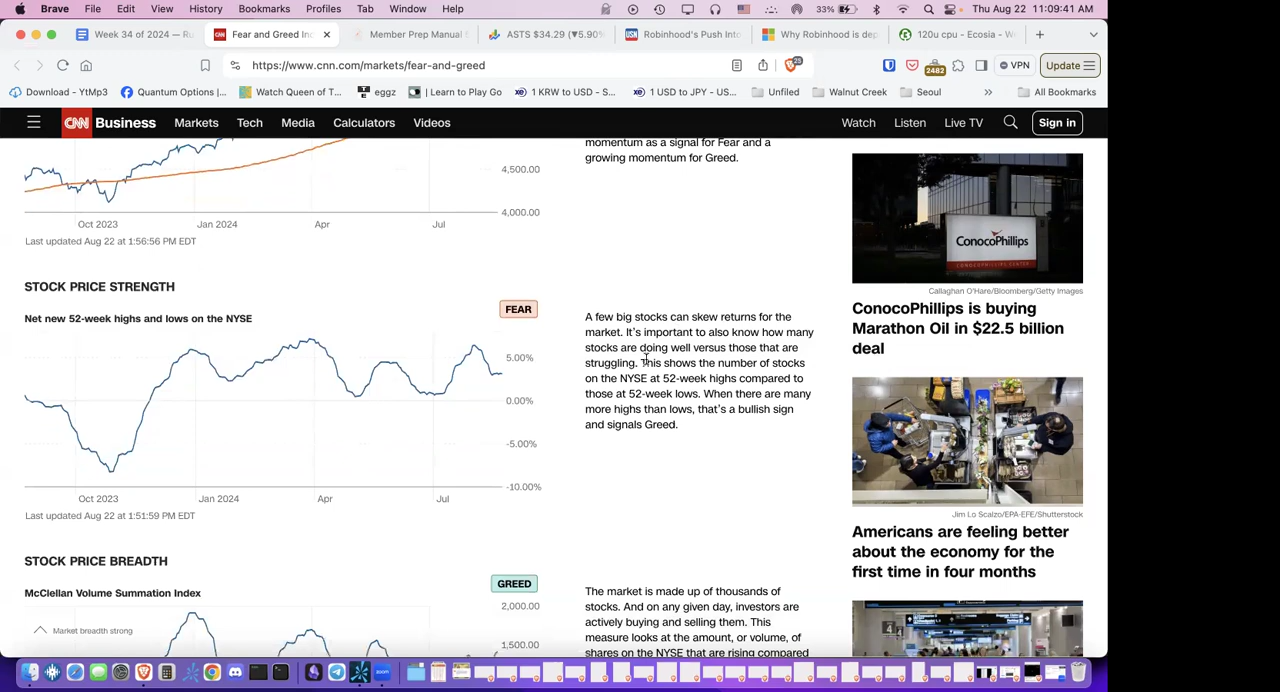 Brave File Edit View History Bookmarks Profiles Tab Window Help 33% Thu Aug 22 11:09:41 AM
Week 34 of 2024 — Ru Fear and Greed Ind Member Prep Manual & ASTS $34.29 (▼5.90% Robinhood's Push Into Why Robinhood is dep 120u cpu - Ecosia - W
https://www.cnn.com/markets/fear-and-greed 25 2482 VPN Update
Download - YtMp3 Quantum Options |... Watch Queen of T... eggz | Learn to Play Go 1 KRW to USD - S... 1 USD to JPY - US... Unfiled Walnut Creek Seoul » All Bookmarks
CNN Business Markets Tech Media Calculators Videos Watch Listen Live TV Sign in
momentum as a signal for Fear and a
growing momentum for Greed.
4,500.00
4,000.00
Oct 2023 Jan 2024 Apr Jul
Last updated Aug 22 at 1:56:56 PM EDT
STOCK PRICE STRENGTH
FEAR
Net new 52-week highs and lows on the NYSE
5.00%
0.00%
-5.00%
-10.00%
Oct 2023 Jan 2024 Apr Jul
Last updated Aug 22 at 1:51:59 PM EDT
A few big stocks can skew returns for the
market. It's important to also know how many
stocks are doing well versus those that are
struggling. This shows the number of stocks
on the NYSE at 52-week highs compared to
those at 52-week lows. When there are many
more highs than lows, that's a bullish sign
and signals Greed.
STOCK PRICE BREADTH
GREED
McClellan Volume Summation Index
2,000.00
Market breadth strong
1,500.00
The market is made up of thousands of
stocks. And on any given day, investors are
actively buying and selling them. This
measure looks at the amount, or volume, of
shares on the NYSE that are rising compared
ConocoPhillips
CONOCOPHILLIPS CENTER
Callaghan O'Hare/Bloomberg/Getty Images
ConocoPhillips is buying
Marathon Oil in $22.5 billion
deal
Jim Lo Scalzo/EPA-EFE/Shutterstock
Americans are feeling better
about the economy for the
first time in four months
4
zoom